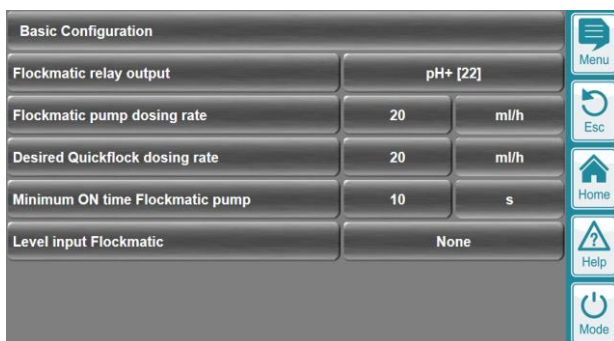 Basic Configuration
Flockmatic relay output pH+ [22]
Flockmatic pump dosing rate 20 ml/h
Desired Quickflock dosing rate 20 ml/h
Minimum ON time Flockmatic pump 10 s
Level input Flockmatic None
Menu
Esc
Home
?
Help
Mode